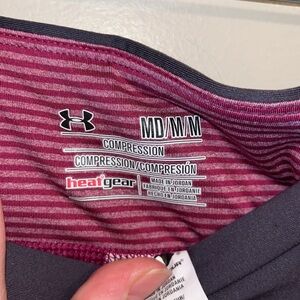 MD/M/M
COMPRESSION
COMPRESSION/COMPRESIÓN
heatgear
MADE IN JORDAN
FABRIQUÉ EN JORDANIE
HECHO EN JORDANIA